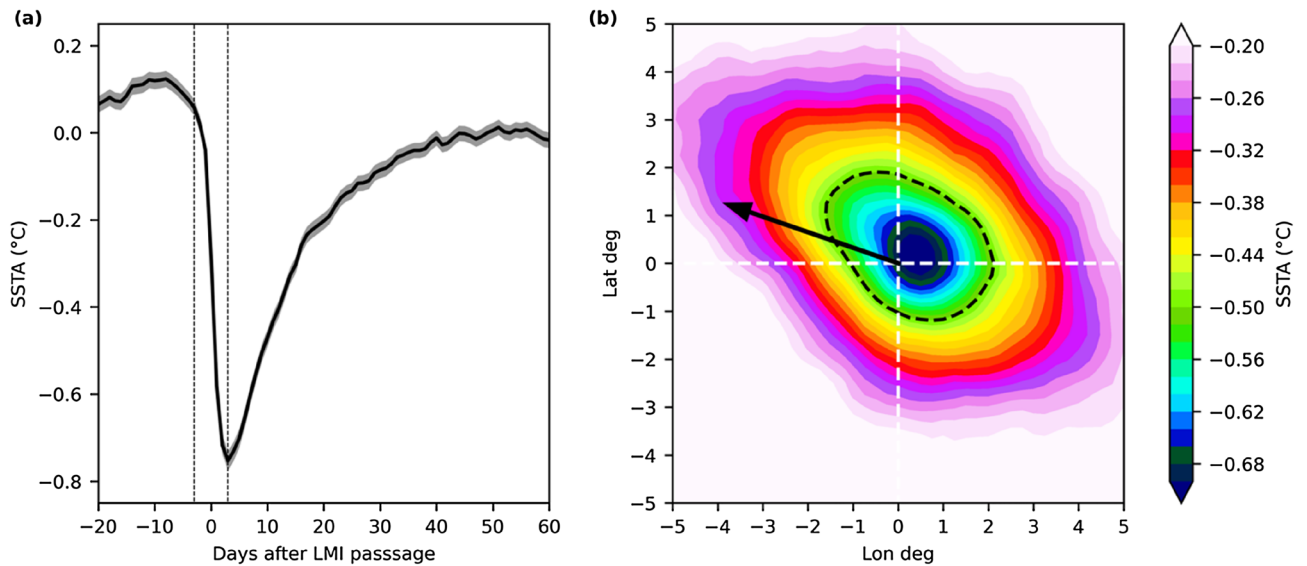 (a)
0.2
0.0
−0.2
−0.4
−0.6
−0.8
SSTA (°C)
−20 −10 0 10 20 30 40 50 60
Days after LMI passsage
(b)
5
4
3
2
1
0
−1
−2
−3
−4
−5
Lat deg
−5 −4 −3 −2 −1 0 1 2 3 4 5
Lon deg
−0.20
−0.26
−0.32
−0.38
−0.44
−0.50
−0.56
−0.62
−0.68
SSTA (°C)